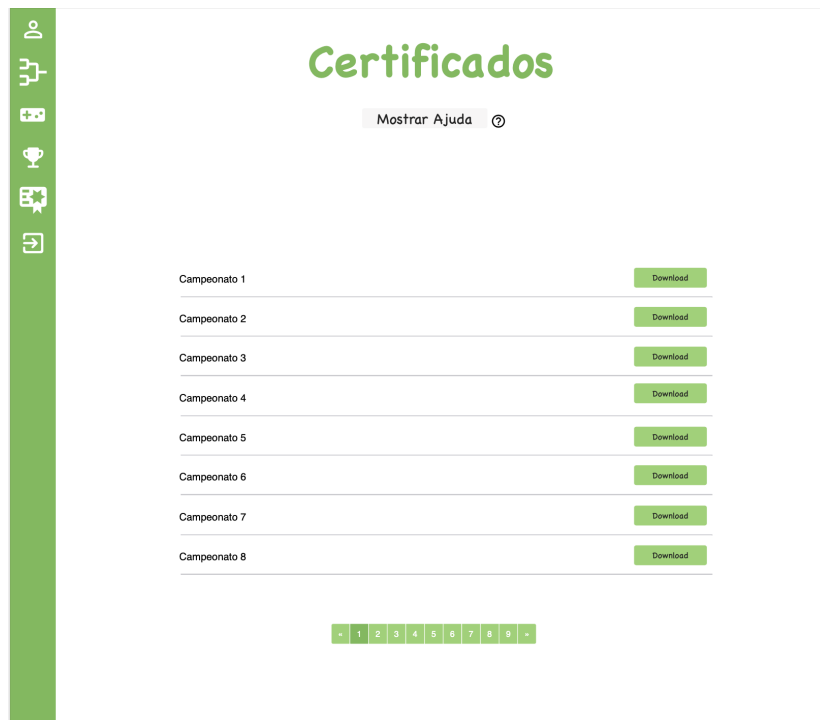 Certificados
Mostrar Ajuda ?
Campeonato 1 Download
Campeonato 2 Download
Campeonato 3 Download
Campeonato 4 Download
Campeonato 5 Download
Campeonato 6 Download
Campeonato 7 Download
Campeonato 8 Download
« 1 2 3 4 5 6 7 8 9 »